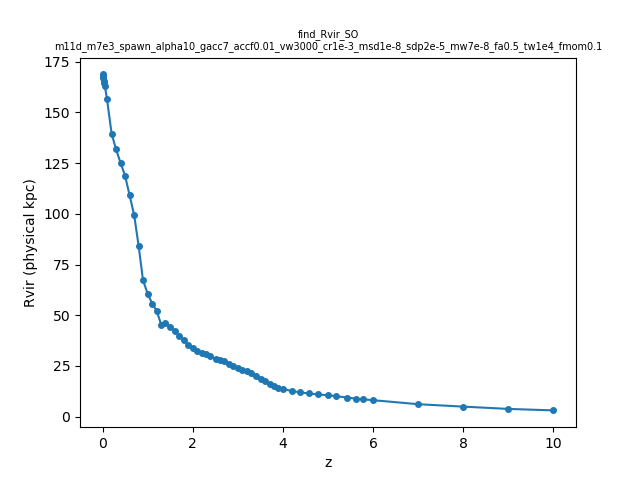 find_Rvir_SO
m11d_m7e3_spawn_alpha10_gacc7_accf0.01_vw3000_cr1e-3_msd1e-8_sdp2e-5_mw7e-8_fa0.5_tw1e4_fmom0.1
175
150
125
100
75
50
25
0
Rvir (physical kpc)
0 2 4 6 8 10
z